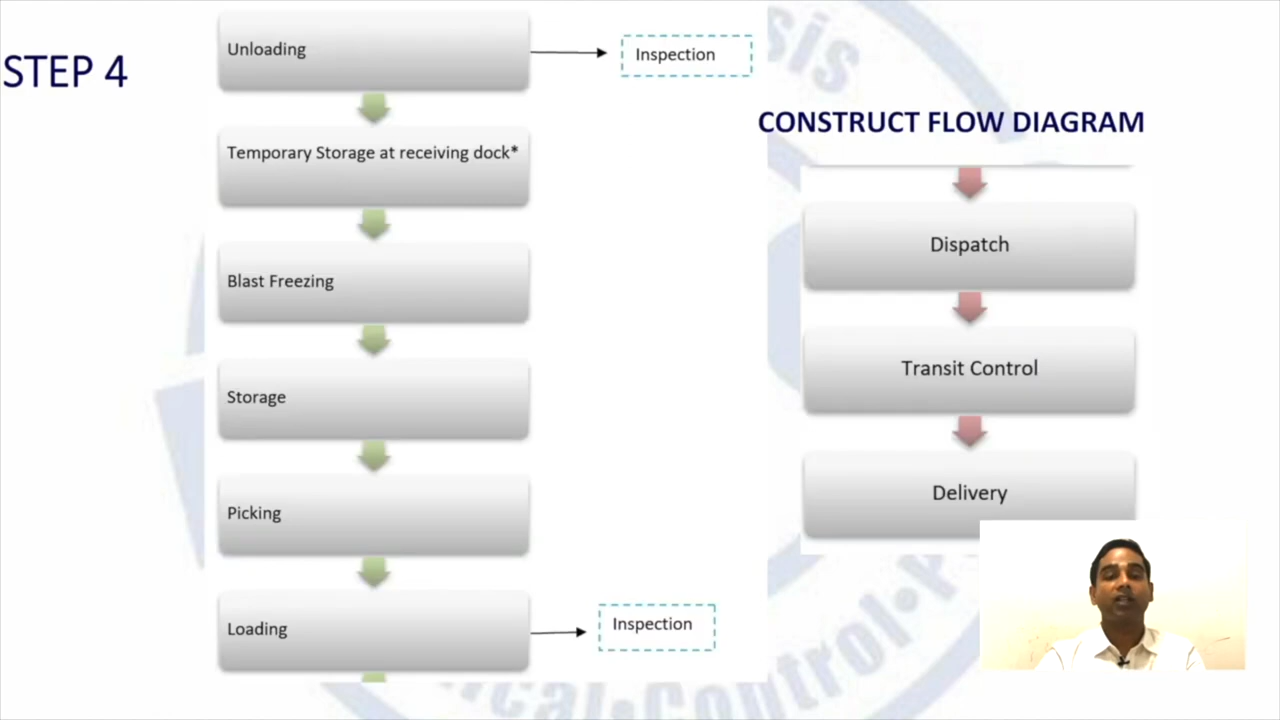 STEP 4
Unloading
Inspection
Temporary Storage at receiving dock*
Blast Freezing
Storage
Picking
Loading
Inspection
CONSTRUCT FLOW DIAGRAM
Dispatch
Transit Control
Delivery